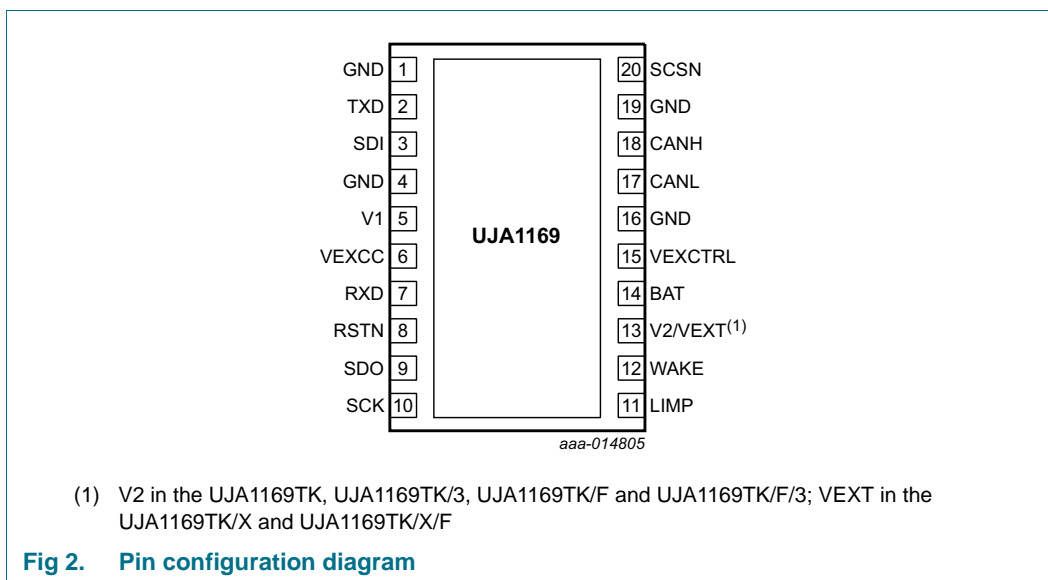 GND 1 20 SCSN
TXD 2 19 GND
SDI 3 18 CANH
GND 4 17 CANL
V1 5 16 GND
UJA1169
VEXCC 6 15 VEXCTRL
RXD 7 14 BAT
RSTN 8 13 V2/VEXT(1)
SDO 9 12 WAKE
SCK 10 11 LIMP
aaa-014805
(1) V2 in the UJA1169TK, UJA1169TK/3, UJA1169TK/F and UJA1169TK/F/3; VEXT in the
UJA1169TK/X and UJA1169TK/X/F
Fig 2. Pin configuration diagram